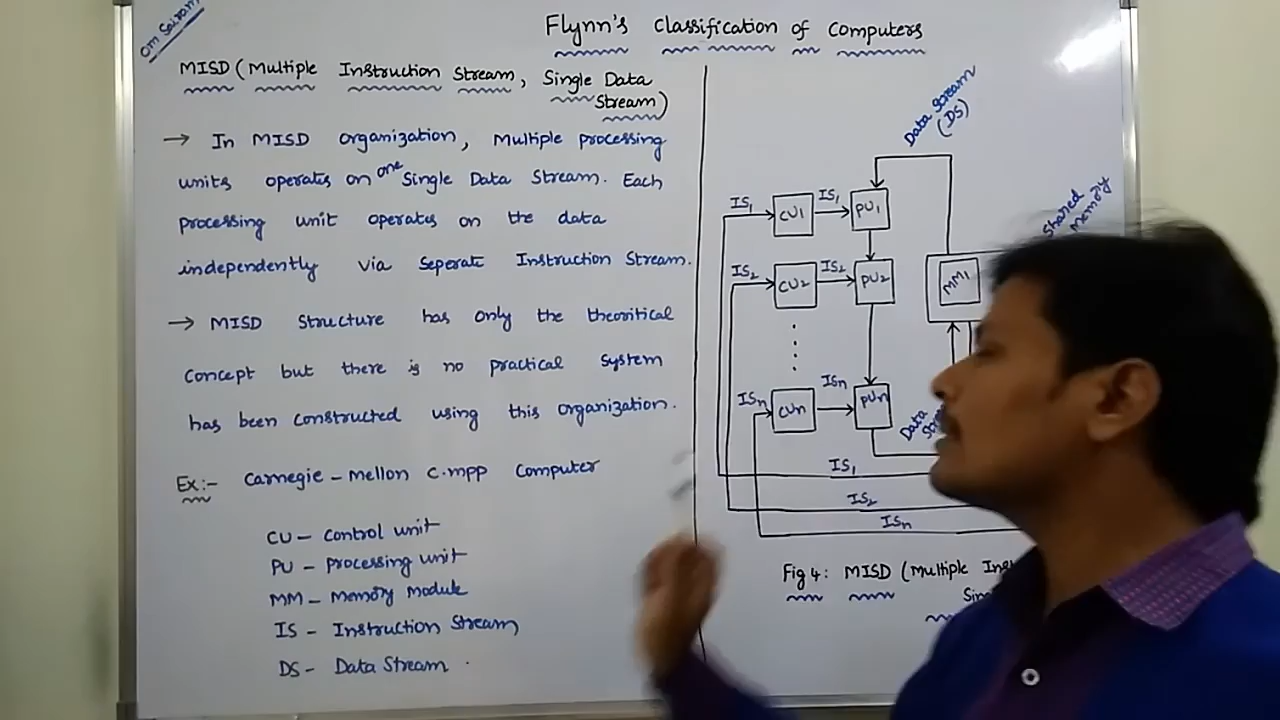 Om Sairam
Flynn's Classification of Computers
MISD (Multiple Instruction Stream, Single Data
Stream)
→ In MISD organization, Multiple processing
units operates on one Single Data Stream. Each
processing unit operates on the data
independently via Seperate Instruction Stream.
→ MISD Structure has only the theoritical
concept but there is no practical system
has been constructed using this organization.
Ex:- Carnegie - mellon C.mpp Computer
CU - Control unit
PU - Processing unit
MM - Memory Module
IS - Instruction Stream
DS - Data Stream
Data Stream
(DS)
Shared
memory
IS1 CU1 IS1 PU1
IS2 CU2 IS2 PU2
MM1
ISn CUn ISn PUn
Data
IS1
IS2
ISn
Fig 4: MISD (Multiple